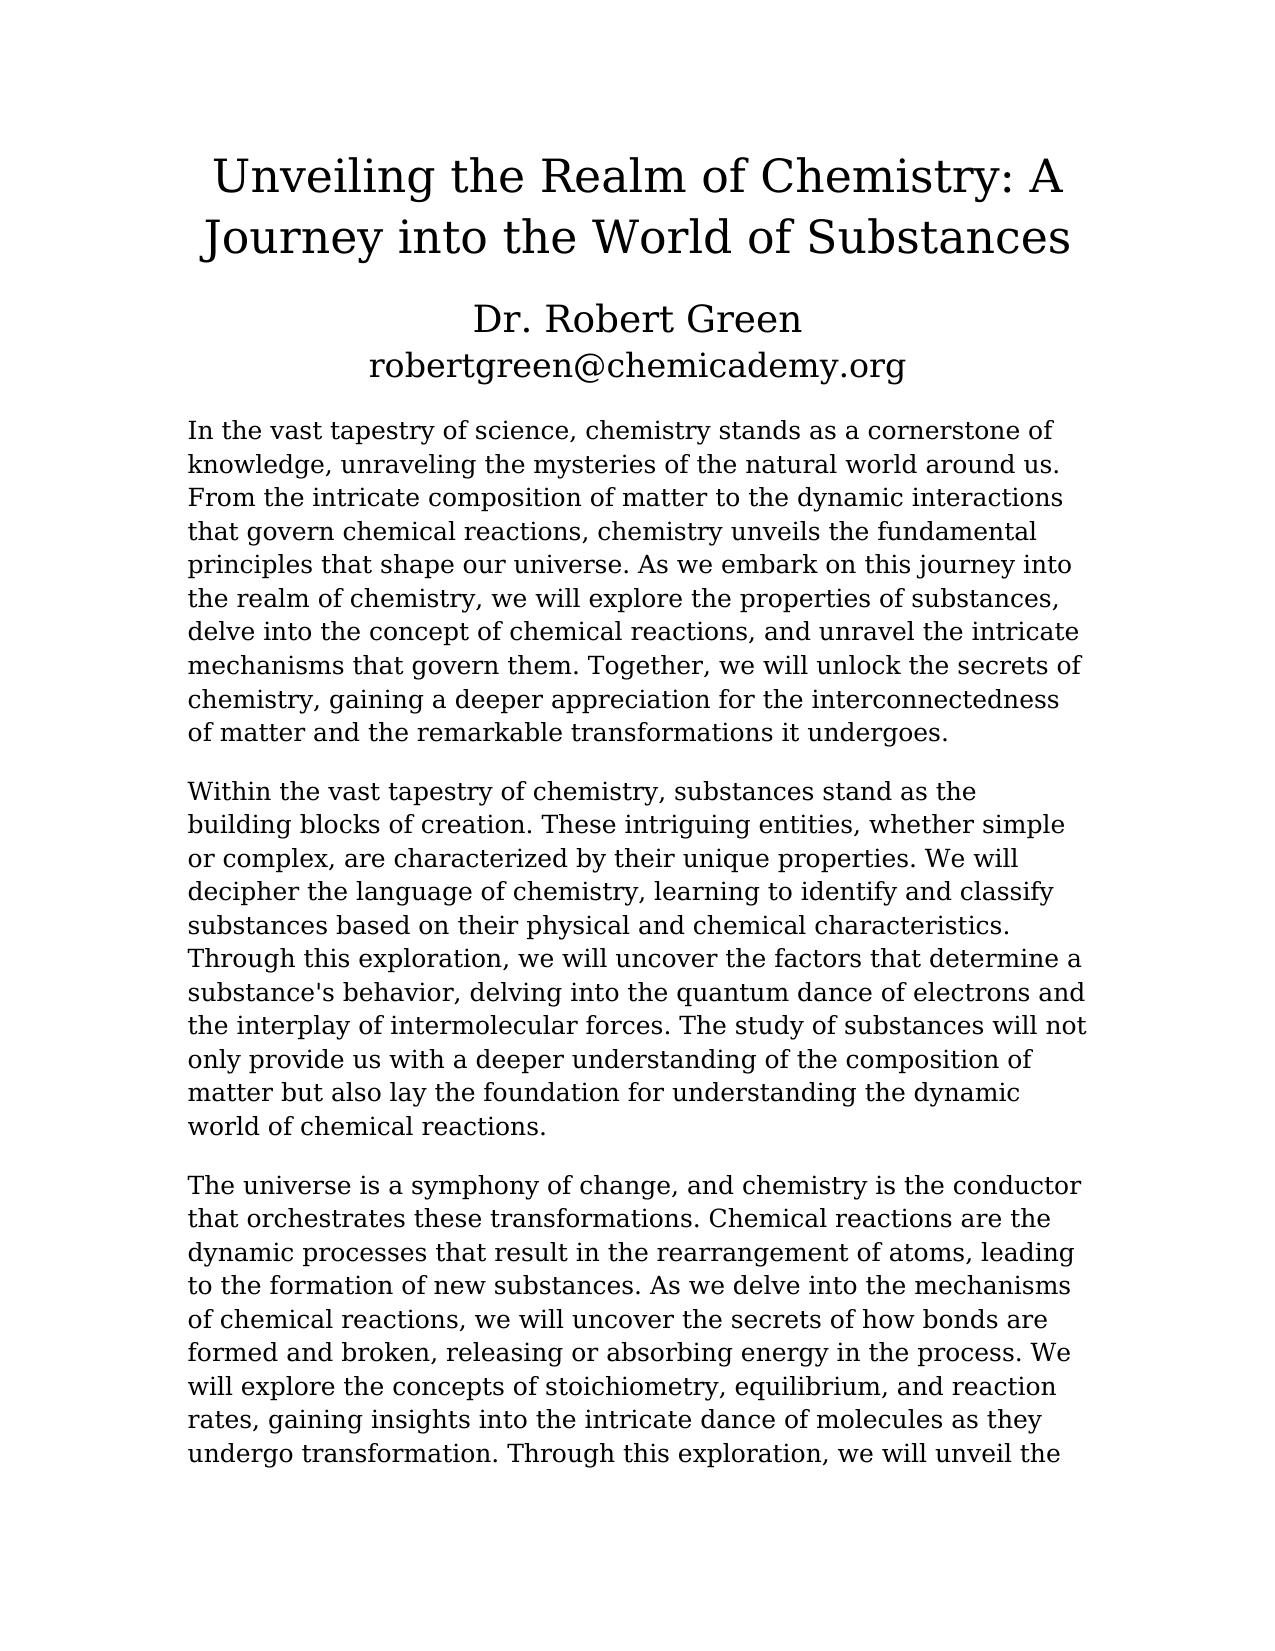 Unveiling the Realm of Chemistry: A
Journey into the World of Substances
Dr. Robert Green
robertgreen@chemicademy.org
In the vast tapestry of science, chemistry stands as a cornerstone of
knowledge, unraveling the mysteries of the natural world around us.
From the intricate composition of matter to the dynamic interactions
that govern chemical reactions, chemistry unveils the fundamental
principles that shape our universe. As we embark on this journey into
the realm of chemistry, we will explore the properties of substances,
delve into the concept of chemical reactions, and unravel the intricate
mechanisms that govern them. Together, we will unlock the secrets of
chemistry, gaining a deeper appreciation for the interconnectedness
of matter and the remarkable transformations it undergoes.
Within the vast tapestry of chemistry, substances stand as the
building blocks of creation. These intriguing entities, whether simple
or complex, are characterized by their unique properties. We will
decipher the language of chemistry, learning to identify and classify
substances based on their physical and chemical characteristics.
Through this exploration, we will uncover the factors that determine a
substance's behavior, delving into the quantum dance of electrons and
the interplay of intermolecular forces. The study of substances will not
only provide us with a deeper understanding of the composition of
matter but also lay the foundation for understanding the dynamic
world of chemical reactions.
The universe is a symphony of change, and chemistry is the conductor
that orchestrates these transformations. Chemical reactions are the
dynamic processes that result in the rearrangement of atoms, leading
to the formation of new substances. As we delve into the mechanisms
of chemical reactions, we will uncover the secrets of how bonds are
formed and broken, releasing or absorbing energy in the process. We
will explore the concepts of stoichiometry, equilibrium, and reaction
rates, gaining insights into the intricate dance of molecules as they
undergo transformation. Through this exploration, we will unveil the